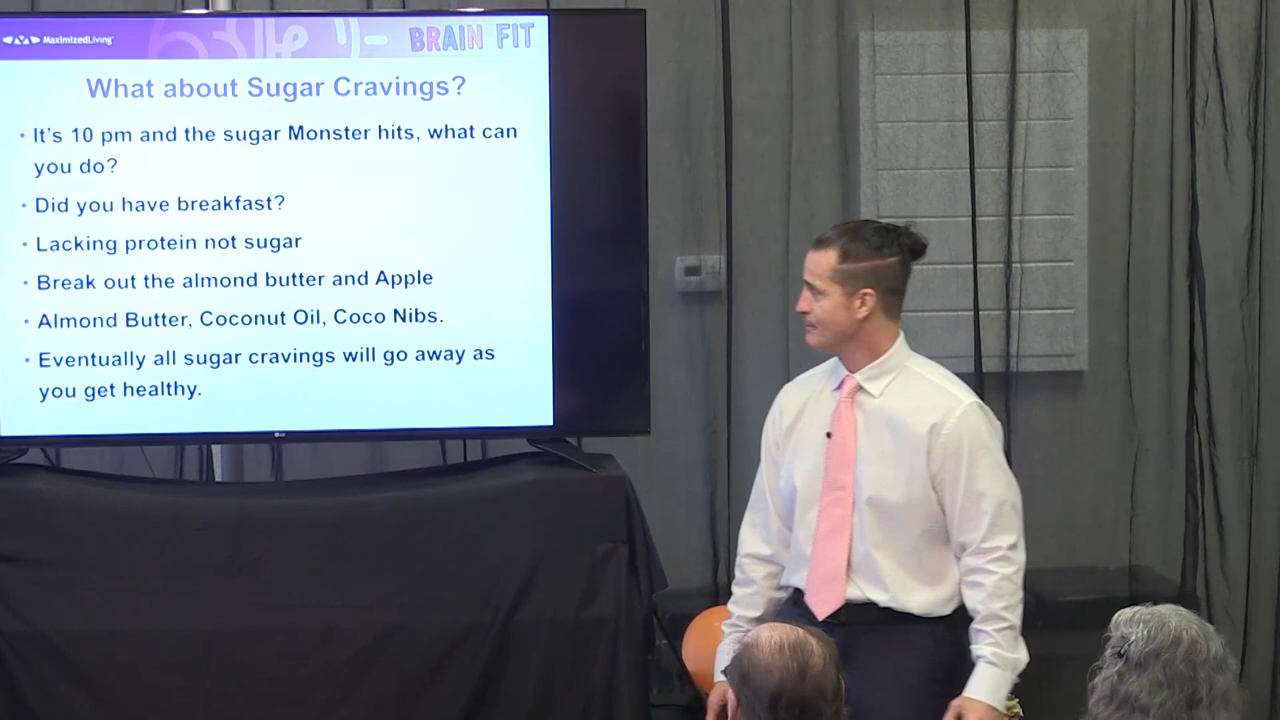 MaximizedLiving
BRAIN FIT
What about Sugar Cravings?
• It's 10 pm and the sugar Monster hits, what can
you do?
• Did you have breakfast?
• Lacking protein not sugar
• Break out the almond butter and Apple
• Almond Butter, Coconut Oil, Coco Nibs.
• Eventually all sugar cravings will go away as
you get healthy.
LG